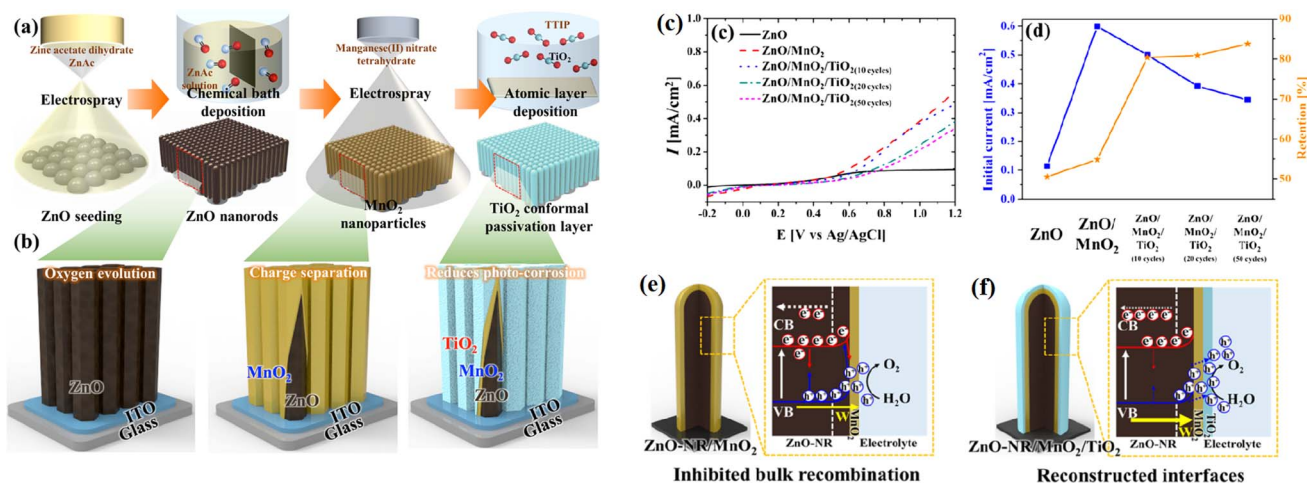 (a)
Zinc acetate dihydrate
ZnAc
Electrospray
ZnO seeding
ZnAc
solution
Chemical bath
deposition
ZnO nanorods
Manganese(II) nitrate
tetrahydrate
Electrospray
MnO2
nanoparticles
TTIP
TiO2
Atomic layer
deposition
TiO2 conformal
passivation layer
(b)
Oxygen evolution
ZnO
ITO
Glass
Charge separation
MnO2
ZnO
ITO
Glass
Reduces photo-corrosion
TiO2
MnO2
ZnO
ITO
Glass
(c)
(c)
ZnO
ZnO/MnO2
ZnO/MnO2/TiO2(10 cycles)
ZnO/MnO2/TiO2(20 cycles)
ZnO/MnO2/TiO2(50 cycles)
I [mA/cm2]
1.0
0.8
0.6
0.4
0.2
0.0
-0.2 0.0 0.2 0.4 0.6 0.8 1.0 1.2
E [V vs Ag/AgCl]
(d)
Initial current [mA/cm2]
0.6
0.5
0.4
0.3
0.2
0.1
0.0
90
80
70
60
50
Retention [%]
ZnO
ZnO/
MnO2
ZnO/
MnO2/
TiO2
(10 cycles)
ZnO/
MnO2/
TiO2
(20 cycles)
ZnO/
MnO2/
TiO2
(50 cycles)
(e)
CB
e- e-
e- e- e- e- e-
e-
h+ h+ h+ h+ h+ h+ h+ h+
O2
H2O
VB
W
MnO2
ZnO-NR
Electrolyte
ZnO-NR/MnO2
Inhibited bulk recombination
(f)
CB
e- e- e- e-
e-
h+ h+ h+ h+ h+ h+ h+ h+
O2
H2O
VB
W
MnO2
TiO2
ZnO-NR
Electrolyte
ZnO-NR/MnO2/TiO2
Reconstructed interfaces